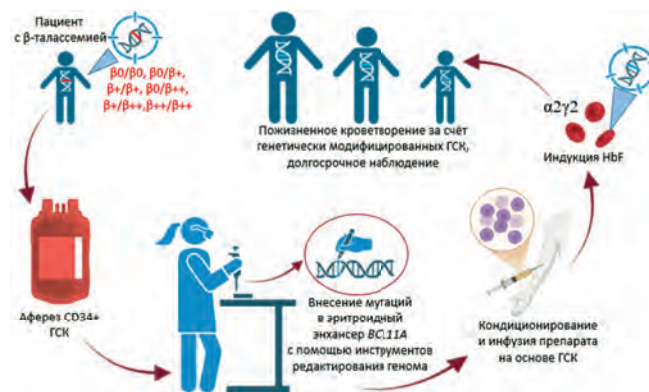 Пациент
с β-талассемией
β0/β0, β0/β+,
β+/β+, β0/β++,
β+/β++,β++/β++
Аферез CD34+
ГСК
Внесение мутаций
в эритроидный
энхансер BCL11A
с помощью инструментов
редактирования генома
Кондиционирование
и инфузия препарата
на основе ГСК
α2γ2
Индукция HbF
Пожизненное кроветворение за счёт
генетически модифицированных ГСК,
долгосрочное наблюдение